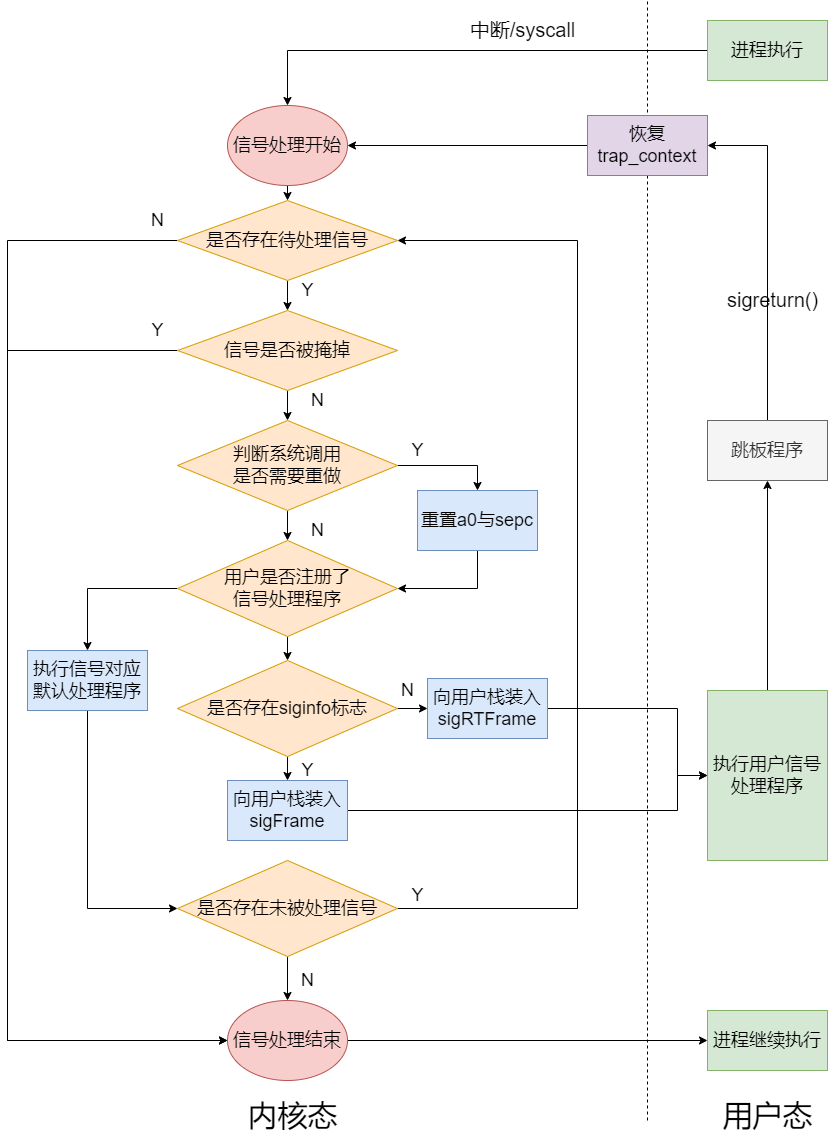 中断/syscall
进程执行
信号处理开始
恢复
trap_context
N
是否存在待处理信号
Y
sigreturn()
Y
信号是否被掩掉
N
判断系统调用
是否需要重做
Y
跳板程序
重置a0与sepc
N
用户是否注册了
信号处理程序
执行信号对应
默认处理程序
是否存在siginfo标志
N
向用户栈装入
sigRTFrame
Y
向用户栈装入
sigFrame
执行用户信号
处理程序
是否存在未被处理信号
Y
N
信号处理结束
进程继续执行
内核态
用户态